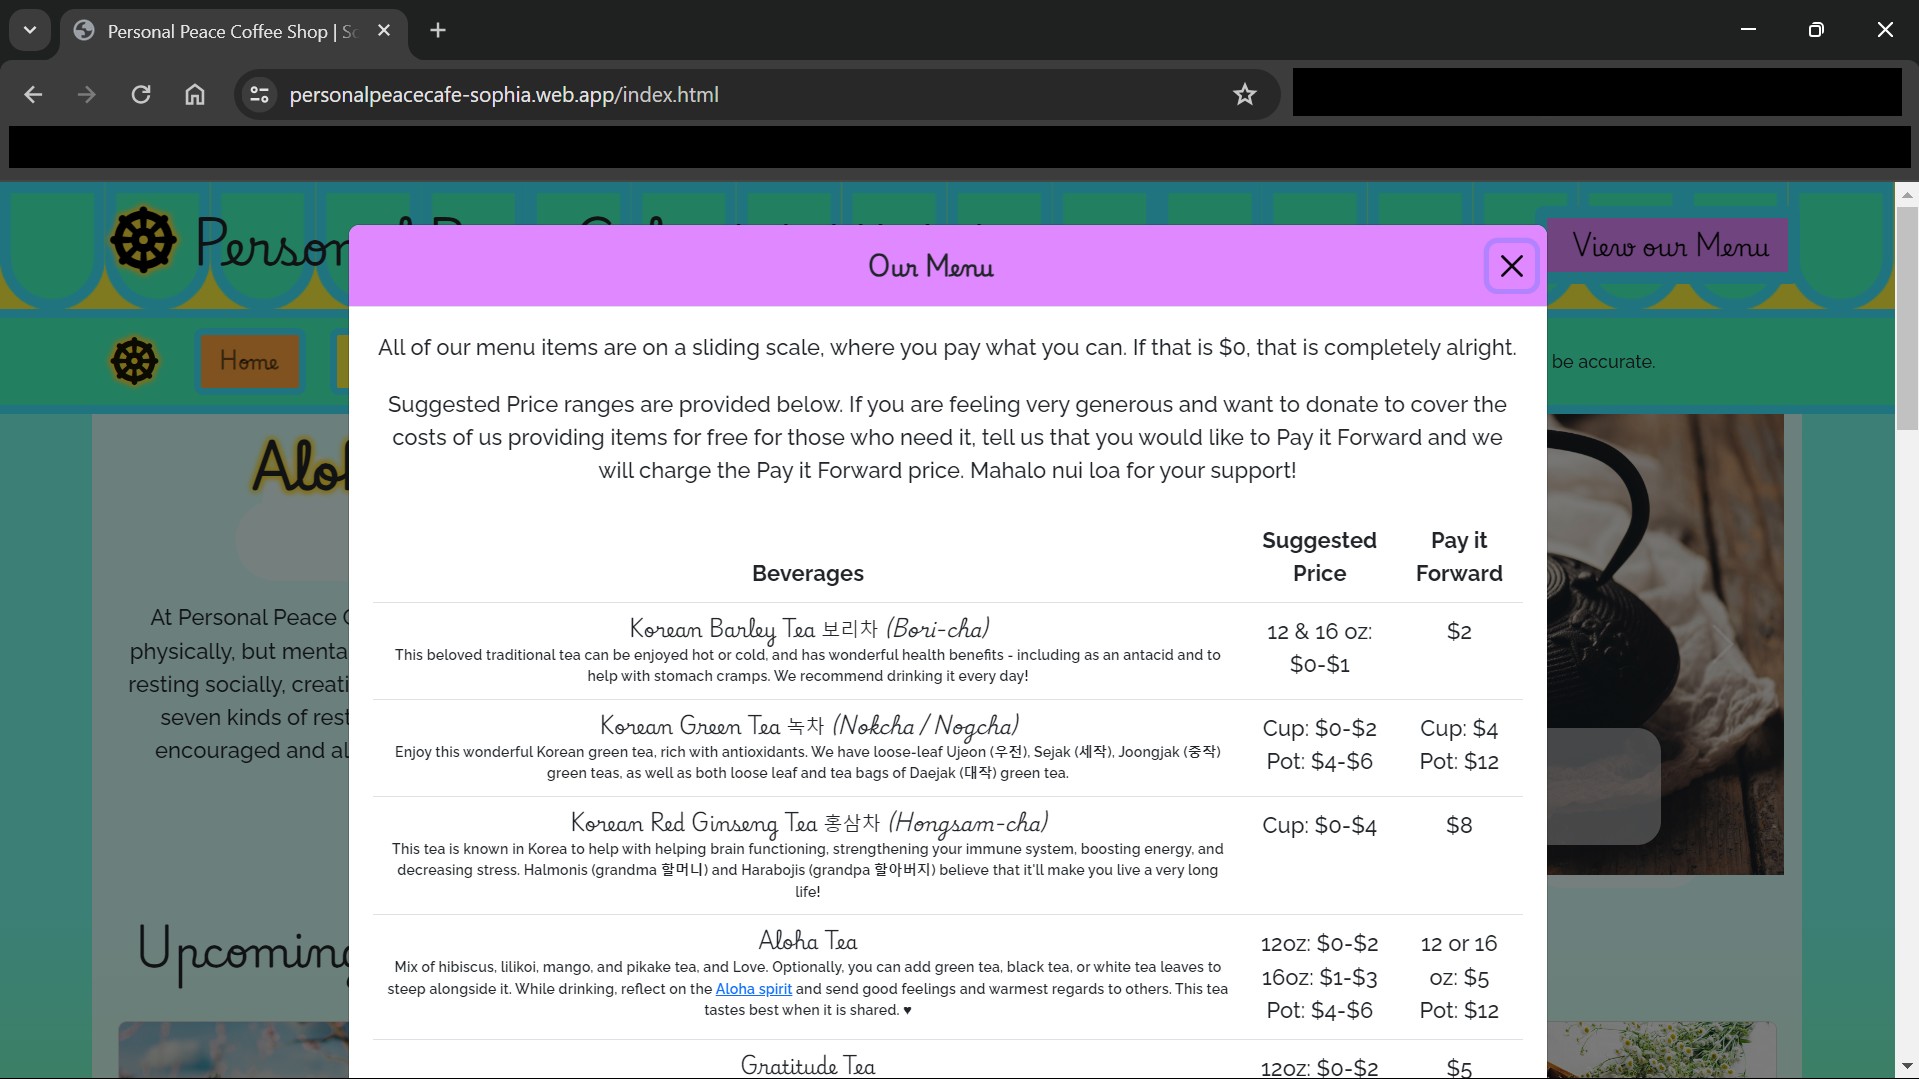 Personal Peace Coffee Shop | So
personalpeacecafe-sophia.web.app/index.html
View our Menu
Our Menu
Home
be accurate.
All of our menu items are on a sliding scale, where you pay what you can. If that is $0, that is completely alright.
Suggested Price ranges are provided below. If you are feeling very generous and want to donate to cover the
costs of us providing items for free for those who need it, tell us that you would like to Pay it Forward and we
will charge the Pay it Forward price. Mahalo nui loa for your support!
At Personal Peace
physically, but menta
resting socially, creati
seven kinds of rest
encouraged and al
Upcoming
Beverages
Suggested
Price
Pay it
Forward
Korean Barley Tea 보리차 (Bori-cha)
This beloved traditional tea can be enjoyed hot or cold, and has wonderful health benefits - including as an antacid and to
help with stomach cramps. We recommend drinking it every day!
12 & 16 oz:
$0-$1
$2
Korean Green Tea 녹차 (Nokcha / Nogcha)
Enjoy this wonderful Korean green tea, rich with antioxidants. We have loose-leaf Ujeon (우전), Sejak (세작), Joongjak (중작)
green teas, as well as both loose leaf and tea bags of Daejak (대작) green tea.
Cup: $0-$2
Pot: $4-$6
Cup: $4
Pot: $12
Korean Red Ginseng Tea 홍삼차 (Hongsam-cha)
This tea is known in Korea to help with helping brain functioning, strengthening your immune system, boosting energy, and
decreasing stress. Halmonis (grandma 할머니) and Harabojis (grandpa 할아버지) believe that it'll make you live a very long
life!
Cup: $0-$4
$8
Aloha Tea
Mix of hibiscus, lilikoi, mango, and pikake tea, and Love. Optionally, you can add green tea, black tea, or white tea leaves to
steep alongside it. While drinking, reflect on the Aloha spirit and send good feelings and warmest regards to others. This tea
tastes best when it is shared. ♥
12oz: $0-$2
16oz: $1-$3
Pot: $4-$6
12 or 16
oz: $5
Pot: $12
Gratitude Tea
12oz: $0-$2
$5